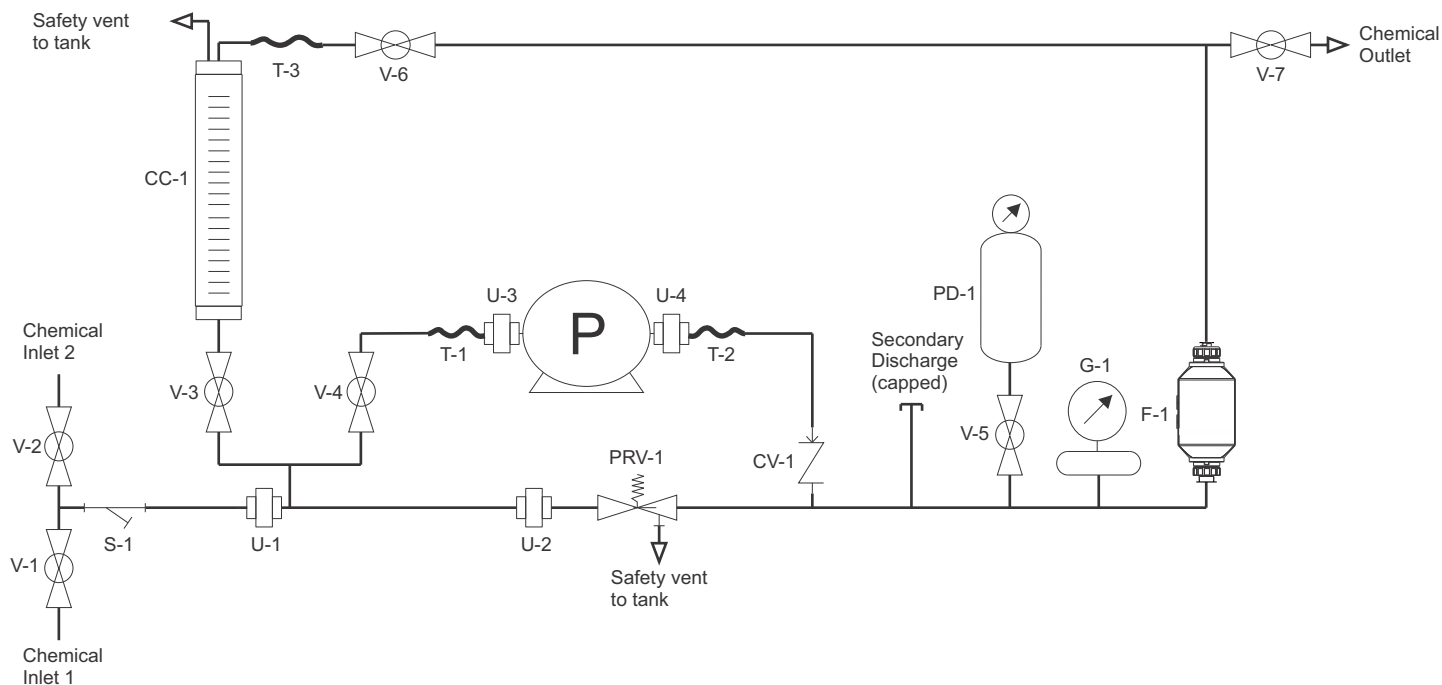 Safety vent
to tank
T-3
V-6
V-7
Chemical
Outlet
CC-1
PD-1
U-3
P
U-4
T-1
T-2
Secondary
Discharge
(capped)
G-1
F-1
Chemical
Inlet 2
V-3
V-4
V-2
V-5
PRV-1
CV-1
S-1
U-1
U-2
V-1
Safety vent
to tank
Chemical
Inlet 1